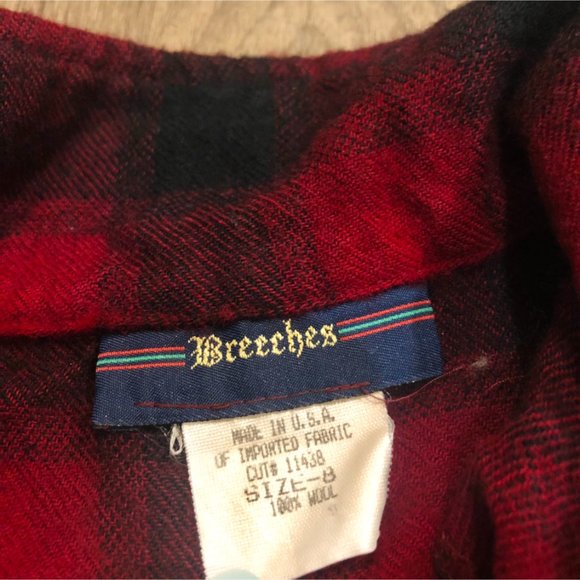 Breeches
MADE IN U.S.A.
OF IMPORTED FABRIC
CUT# 11438
SIZE-8
100% WOOL